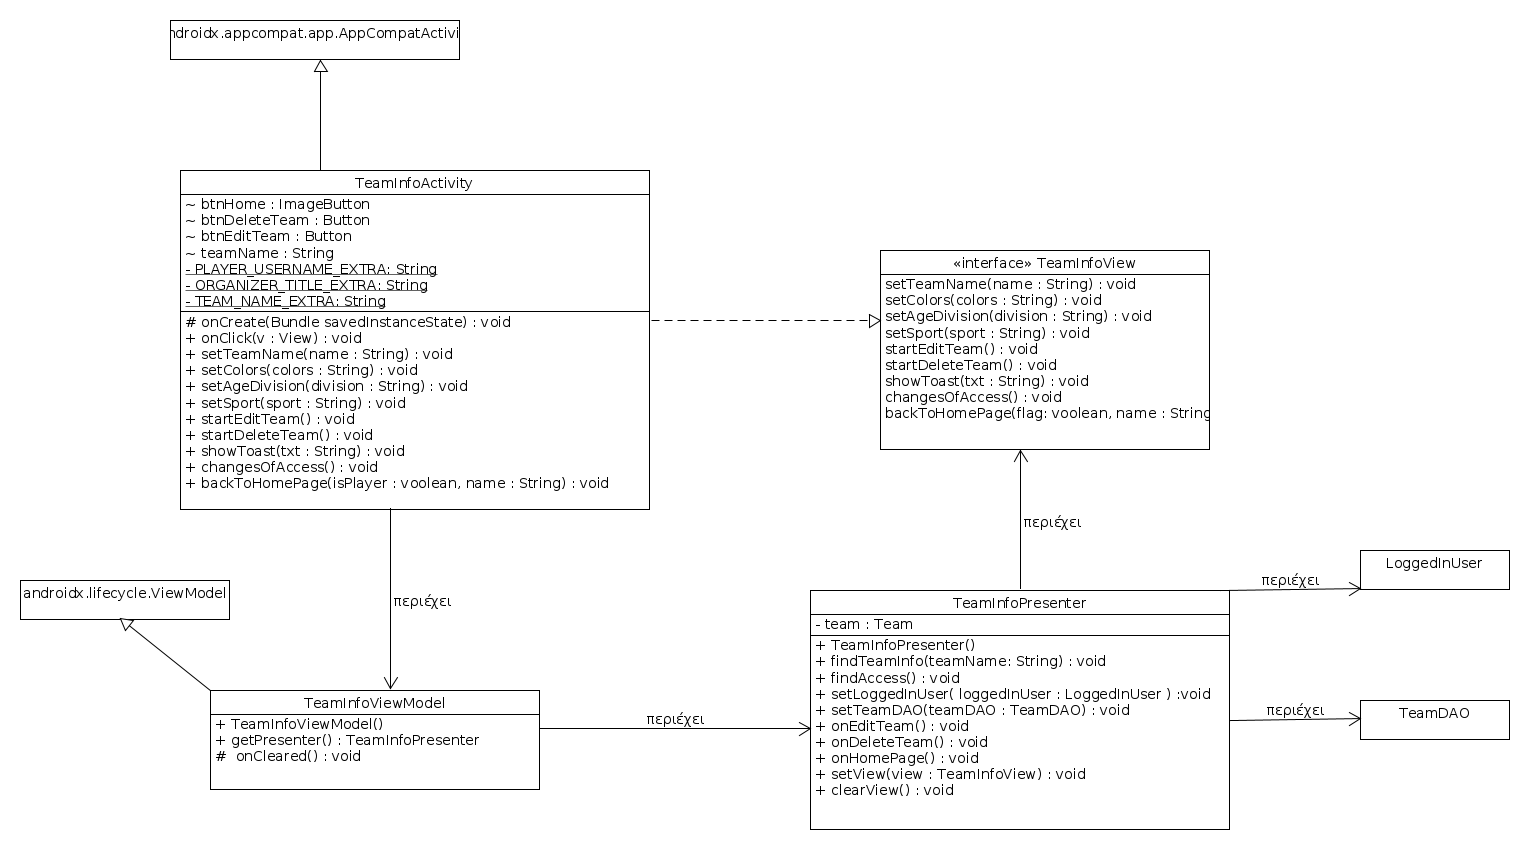 ndroidx.appcompat.app.AppCompatActivi
TeamInfoActivity
~ btnHome : ImageButton
~ btnDeleteTeam : Button
~ btnEditTeam : Button
~ teamName : String
- PLAYER_USERNAME_EXTRA: String
- ORGANIZER_TITLE_EXTRA: String
- TEAM_NAME_EXTRA: String
# onCreate(Bundle savedInstanceState) : void
+ onClick(v : View) : void
+ setTeamName(name : String) : void
+ setColors(colors : String) : void
+ setAgeDivision(division : String) : void
+ setSport(sport : String) : void
+ startEditTeam() : void
+ startDeleteTeam() : void
+ showToast(txt : String) : void
+ changesOfAccess() : void
+ backToHomePage(isPlayer : voolean, name : String) : void
«interface» TeamInfoView
setTeamName(name : String) : void
setColors(colors : String) : void
setAgeDivision(division : String) : void
setSport(sport : String) : void
startEditTeam() : void
startDeleteTeam() : void
showToast(txt : String) : void
changesOfAccess() : void
backToHomePage(flag: voolean, name : String
περιέχει
περιέχει
androidx.lifecycle.ViewModel
TeamInfoViewModel
+ TeamInfoViewModel()
+ getPresenter() : TeamInfoPresenter
# onCleared() : void
περιέχει
TeamInfoPresenter
- team : Team
+ TeamInfoPresenter()
+ findTeamInfo(teamName: String) : void
+ findAccess() : void
+ setLoggedInUser( loggedInUser : LoggedInUser ) :void
+ setTeamDAO(teamDAO : TeamDAO) : void
+ onEditTeam() : void
+ onDeleteTeam() : void
+ onHomePage() : void
+ setView(view : TeamInfoView) : void
+ clearView() : void
περιέχει
LoggedInUser
περιέχει
TeamDAO